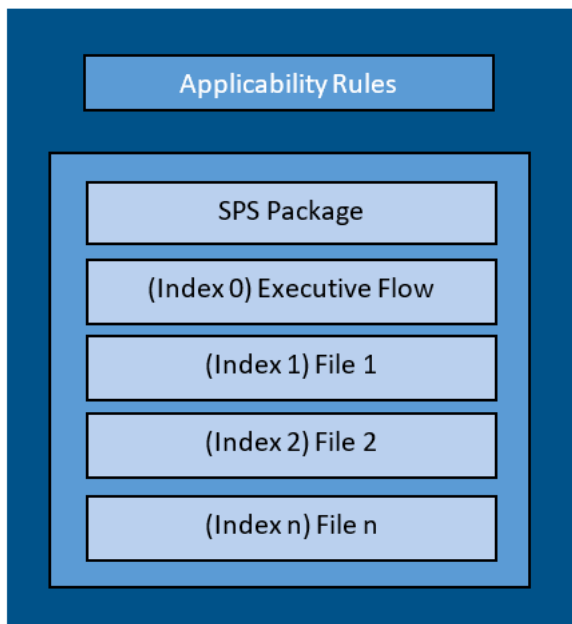 Applicability Rules
SPS Package
(Index 0) Executive Flow
(Index 1) File 1
(Index 2) File 2
(Index n) File n